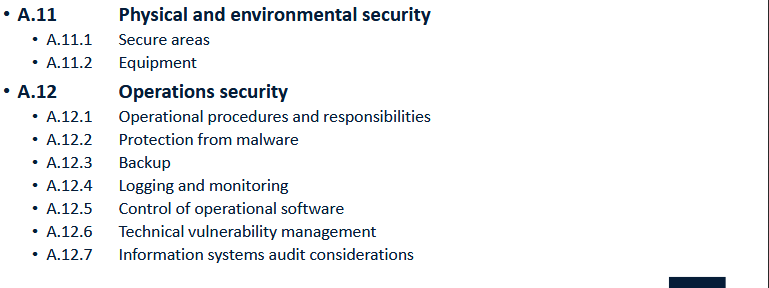 • A.11 Physical and environmental security
• A.11.1 Secure areas
• A.11.2 Equipment
• A.12 Operations security
• A.12.1 Operational procedures and responsibilities
• A.12.2 Protection from malware
• A.12.3 Backup
• A.12.4 Logging and monitoring
• A.12.5 Control of operational software
• A.12.6 Technical vulnerability management
• A.12.7 Information systems audit considerations